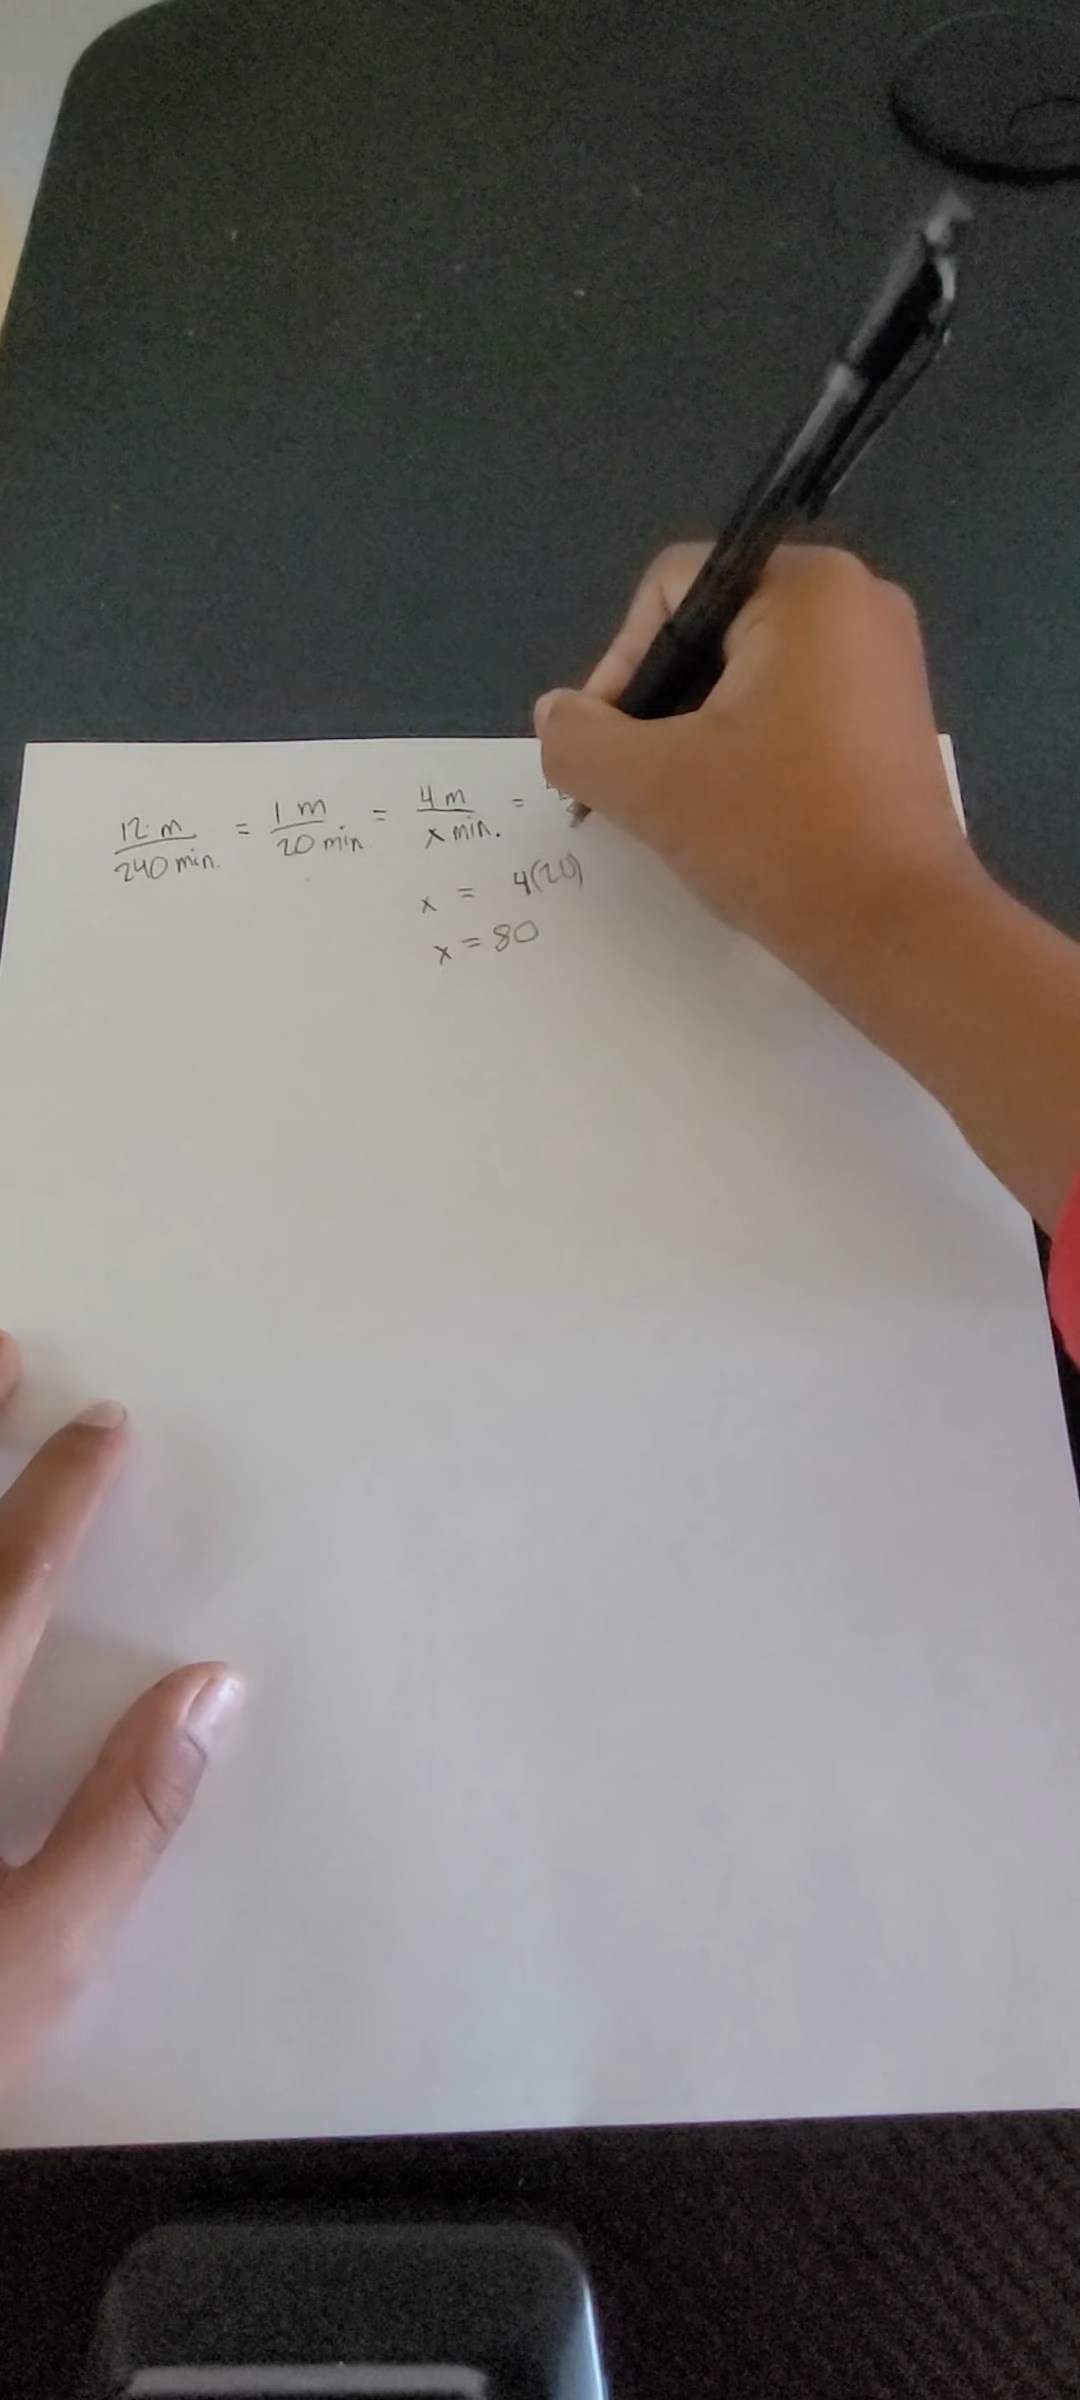 12 m / 240 min. = 1 m / 20 min = 4 m / x min. =
x = 4(20)
x = 80